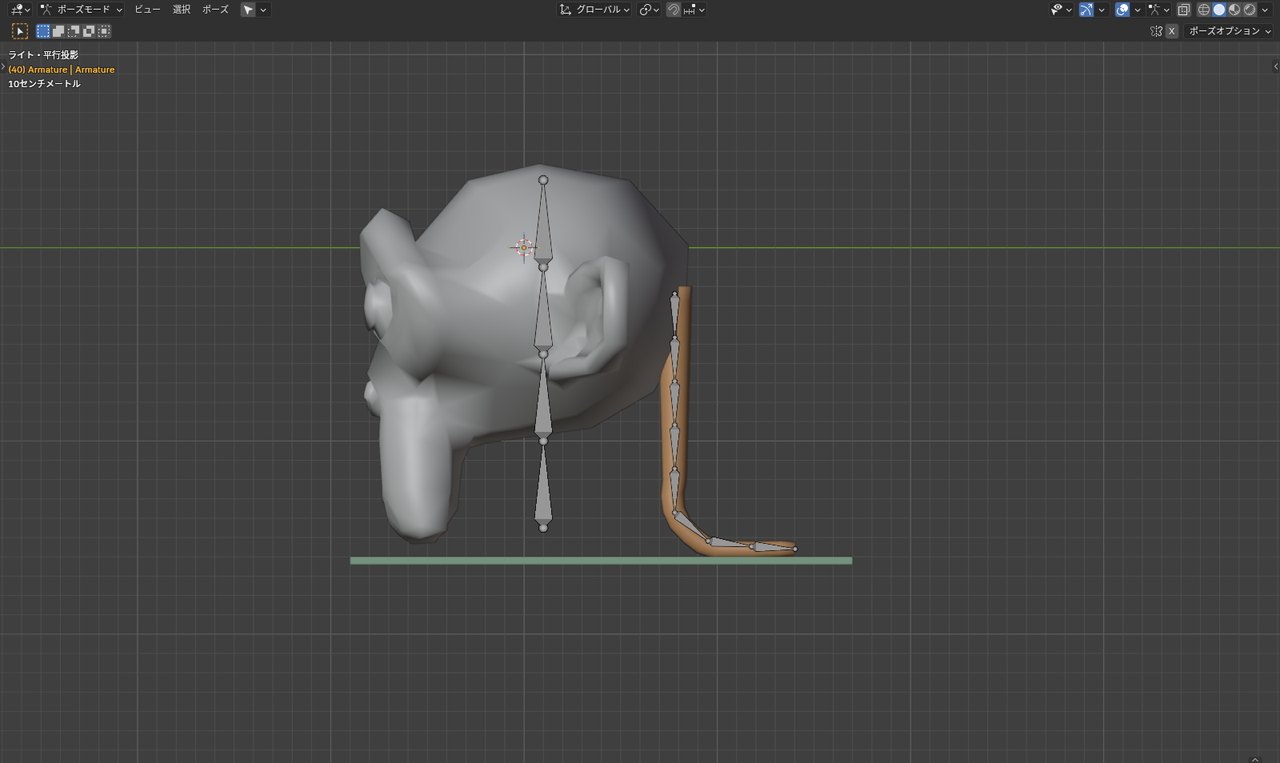 ポーズモード ビュー 選択 ポーズ グローバル
X ポーズオプション
ライト・平行投影
(40) Armature | Armature
10センチメートル